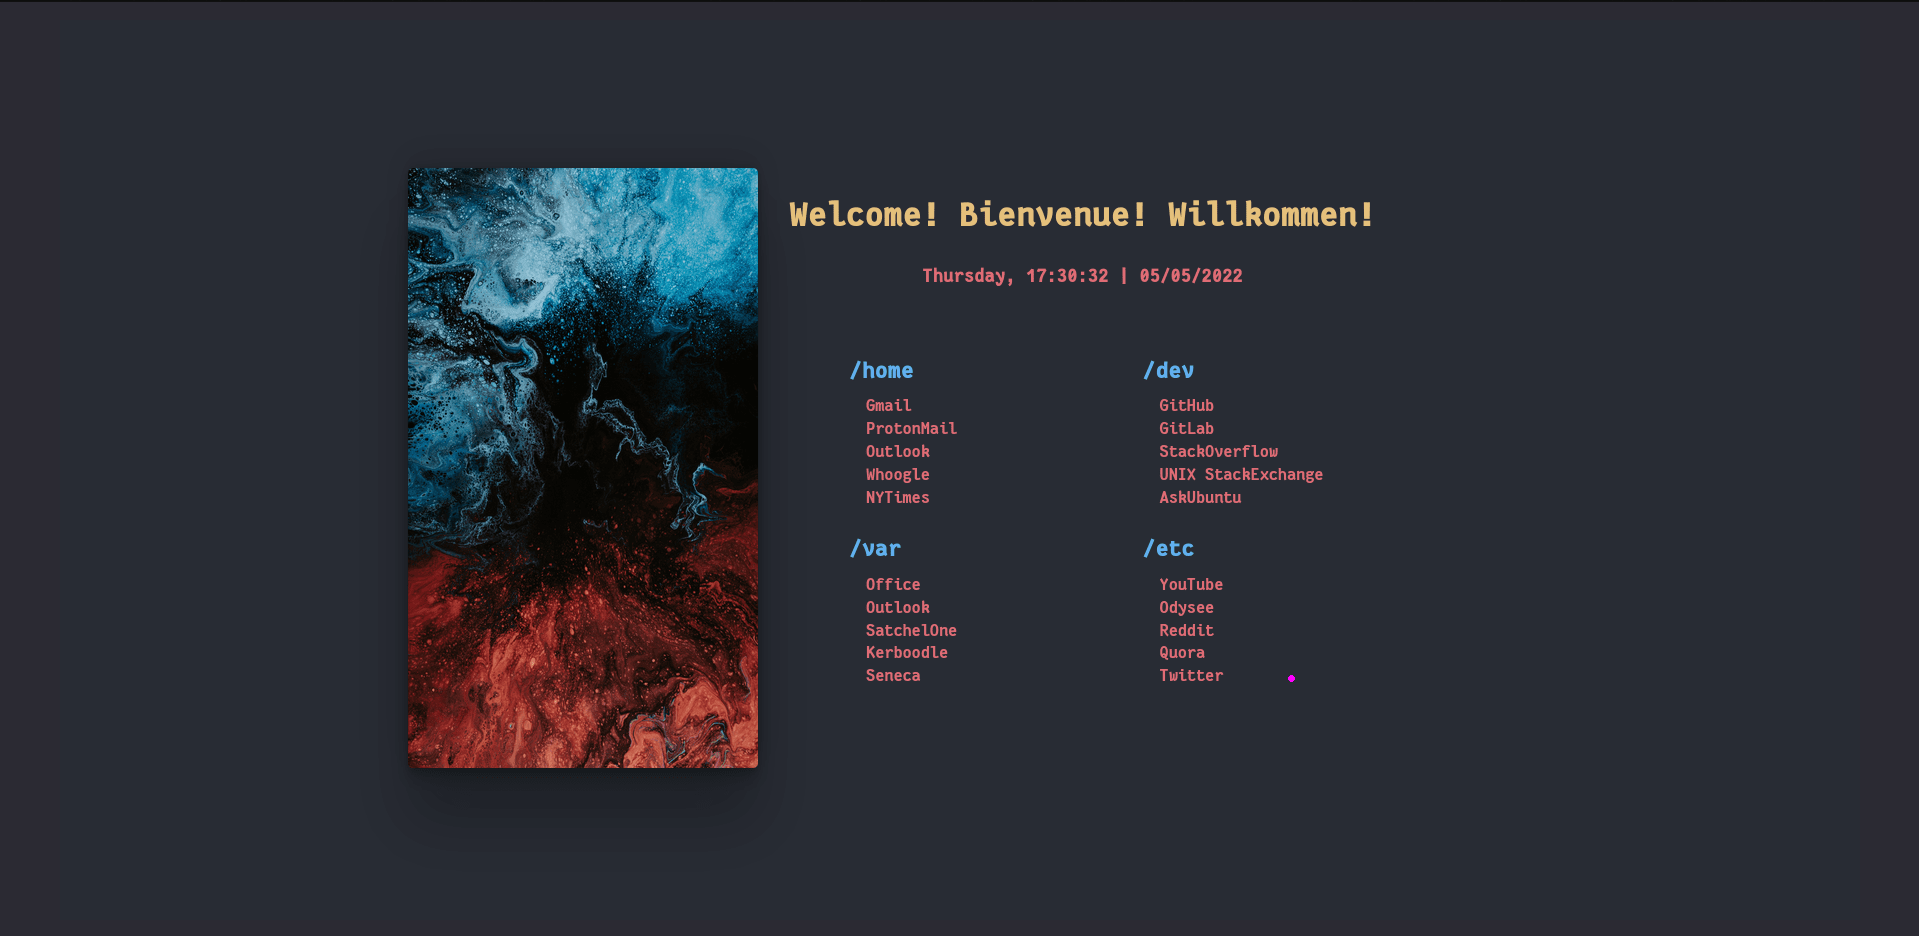 Welcome! Bienvenue! Willkommen!
Thursday, 17:30:32 | 05/05/2022
/home
Gmail
ProtonMail
Outlook
Whoogle
NYTimes
/dev
GitHub
GitLab
StackOverflow
UNIX StackExchange
AskUbuntu
/var
Office
Outlook
SatchelOne
Kerboodle
Seneca
/etc
YouTube
Odysee
Reddit
Quora
Twitter